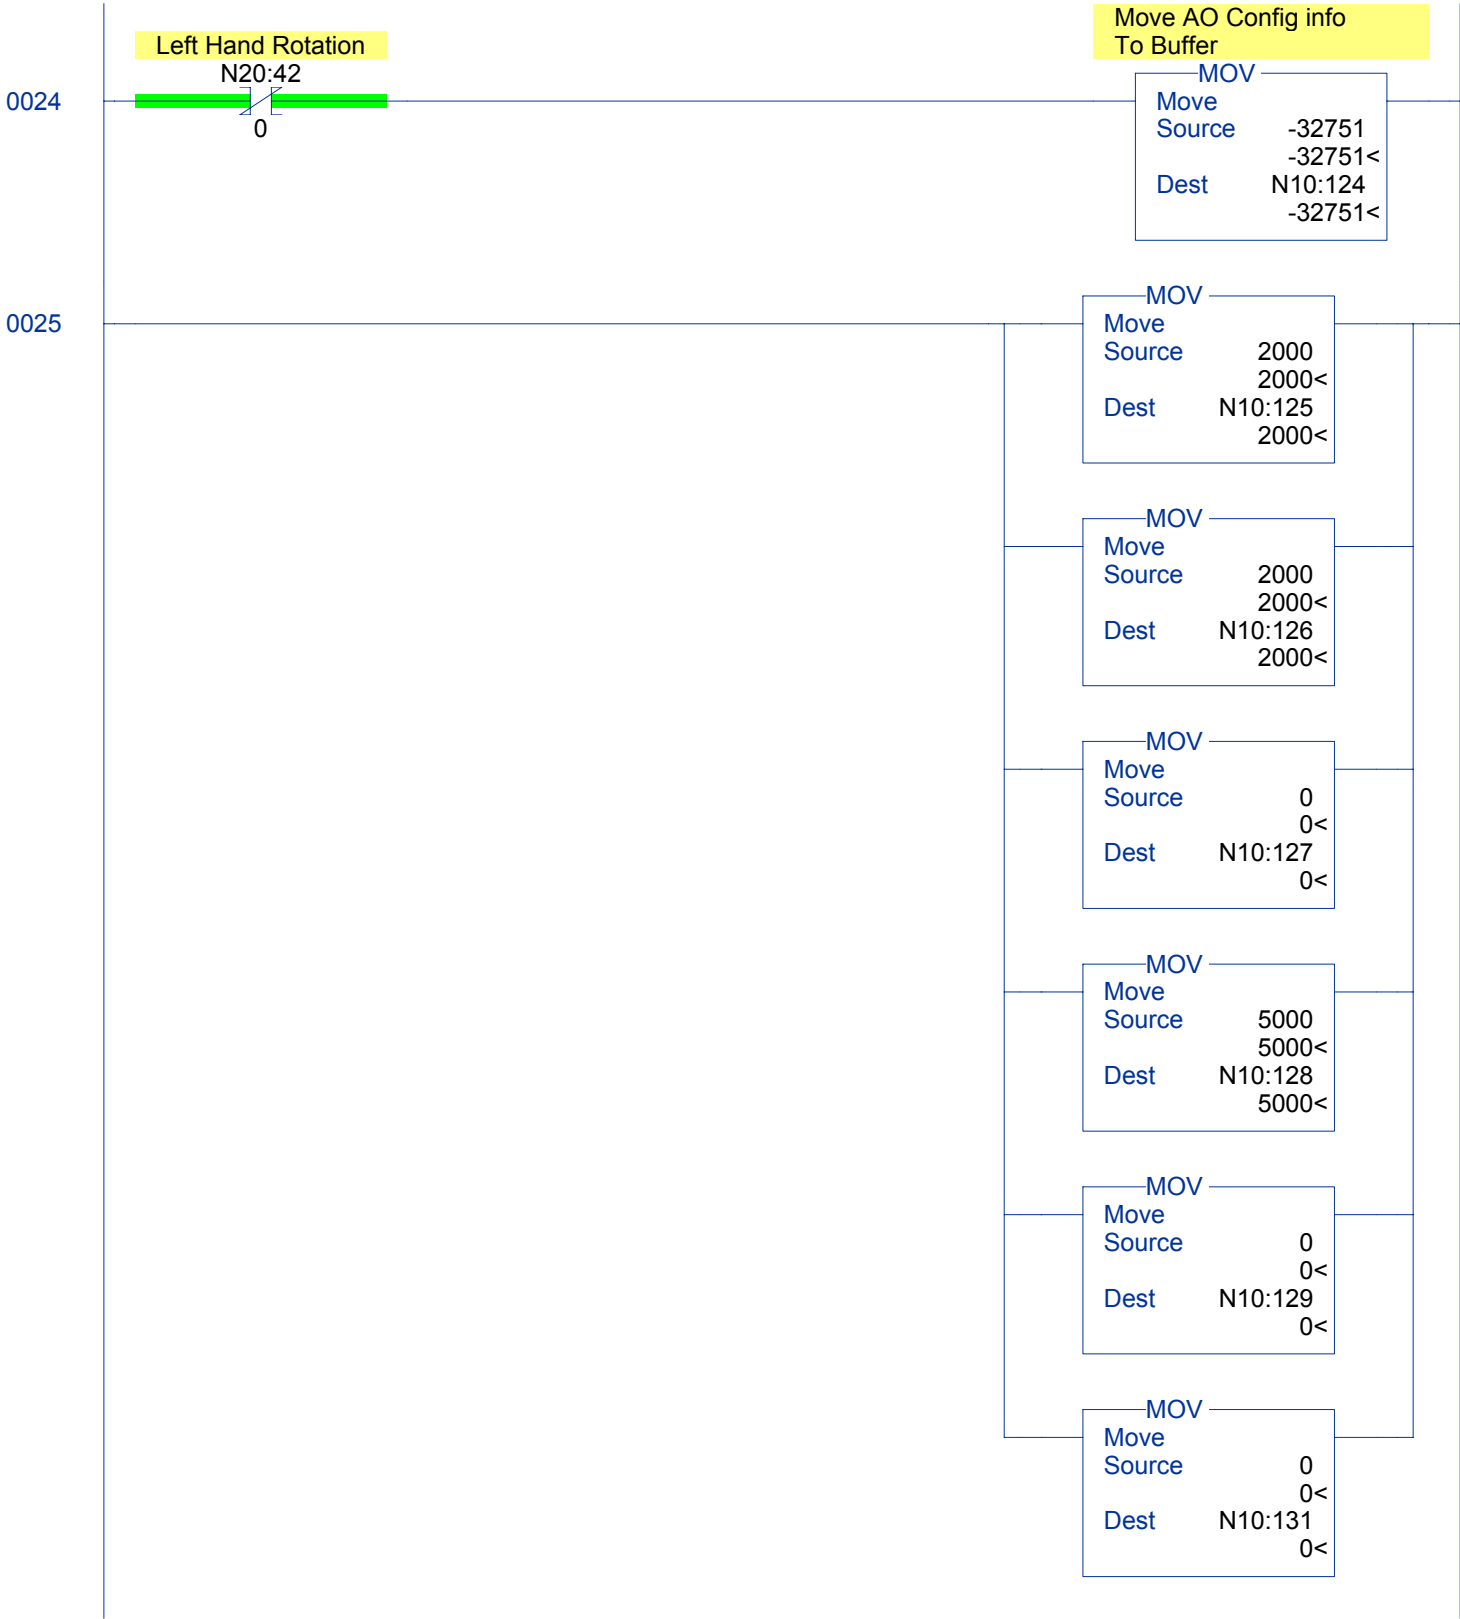 Move AO Config info
To Buffer
Left Hand Rotation
N20:42
0
0024
MOV
Move
Source -32751
-32751<
Dest N10:124
-32751<
0025
MOV
Move
Source 2000
2000<
Dest N10:125
2000<
MOV
Move
Source 2000
2000<
Dest N10:126
2000<
MOV
Move
Source 0
0<
Dest N10:127
0<
MOV
Move
Source 5000
5000<
Dest N10:128
5000<
MOV
Move
Source 0
0<
Dest N10:129
0<
MOV
Move
Source 0
0<
Dest N10:131
0<